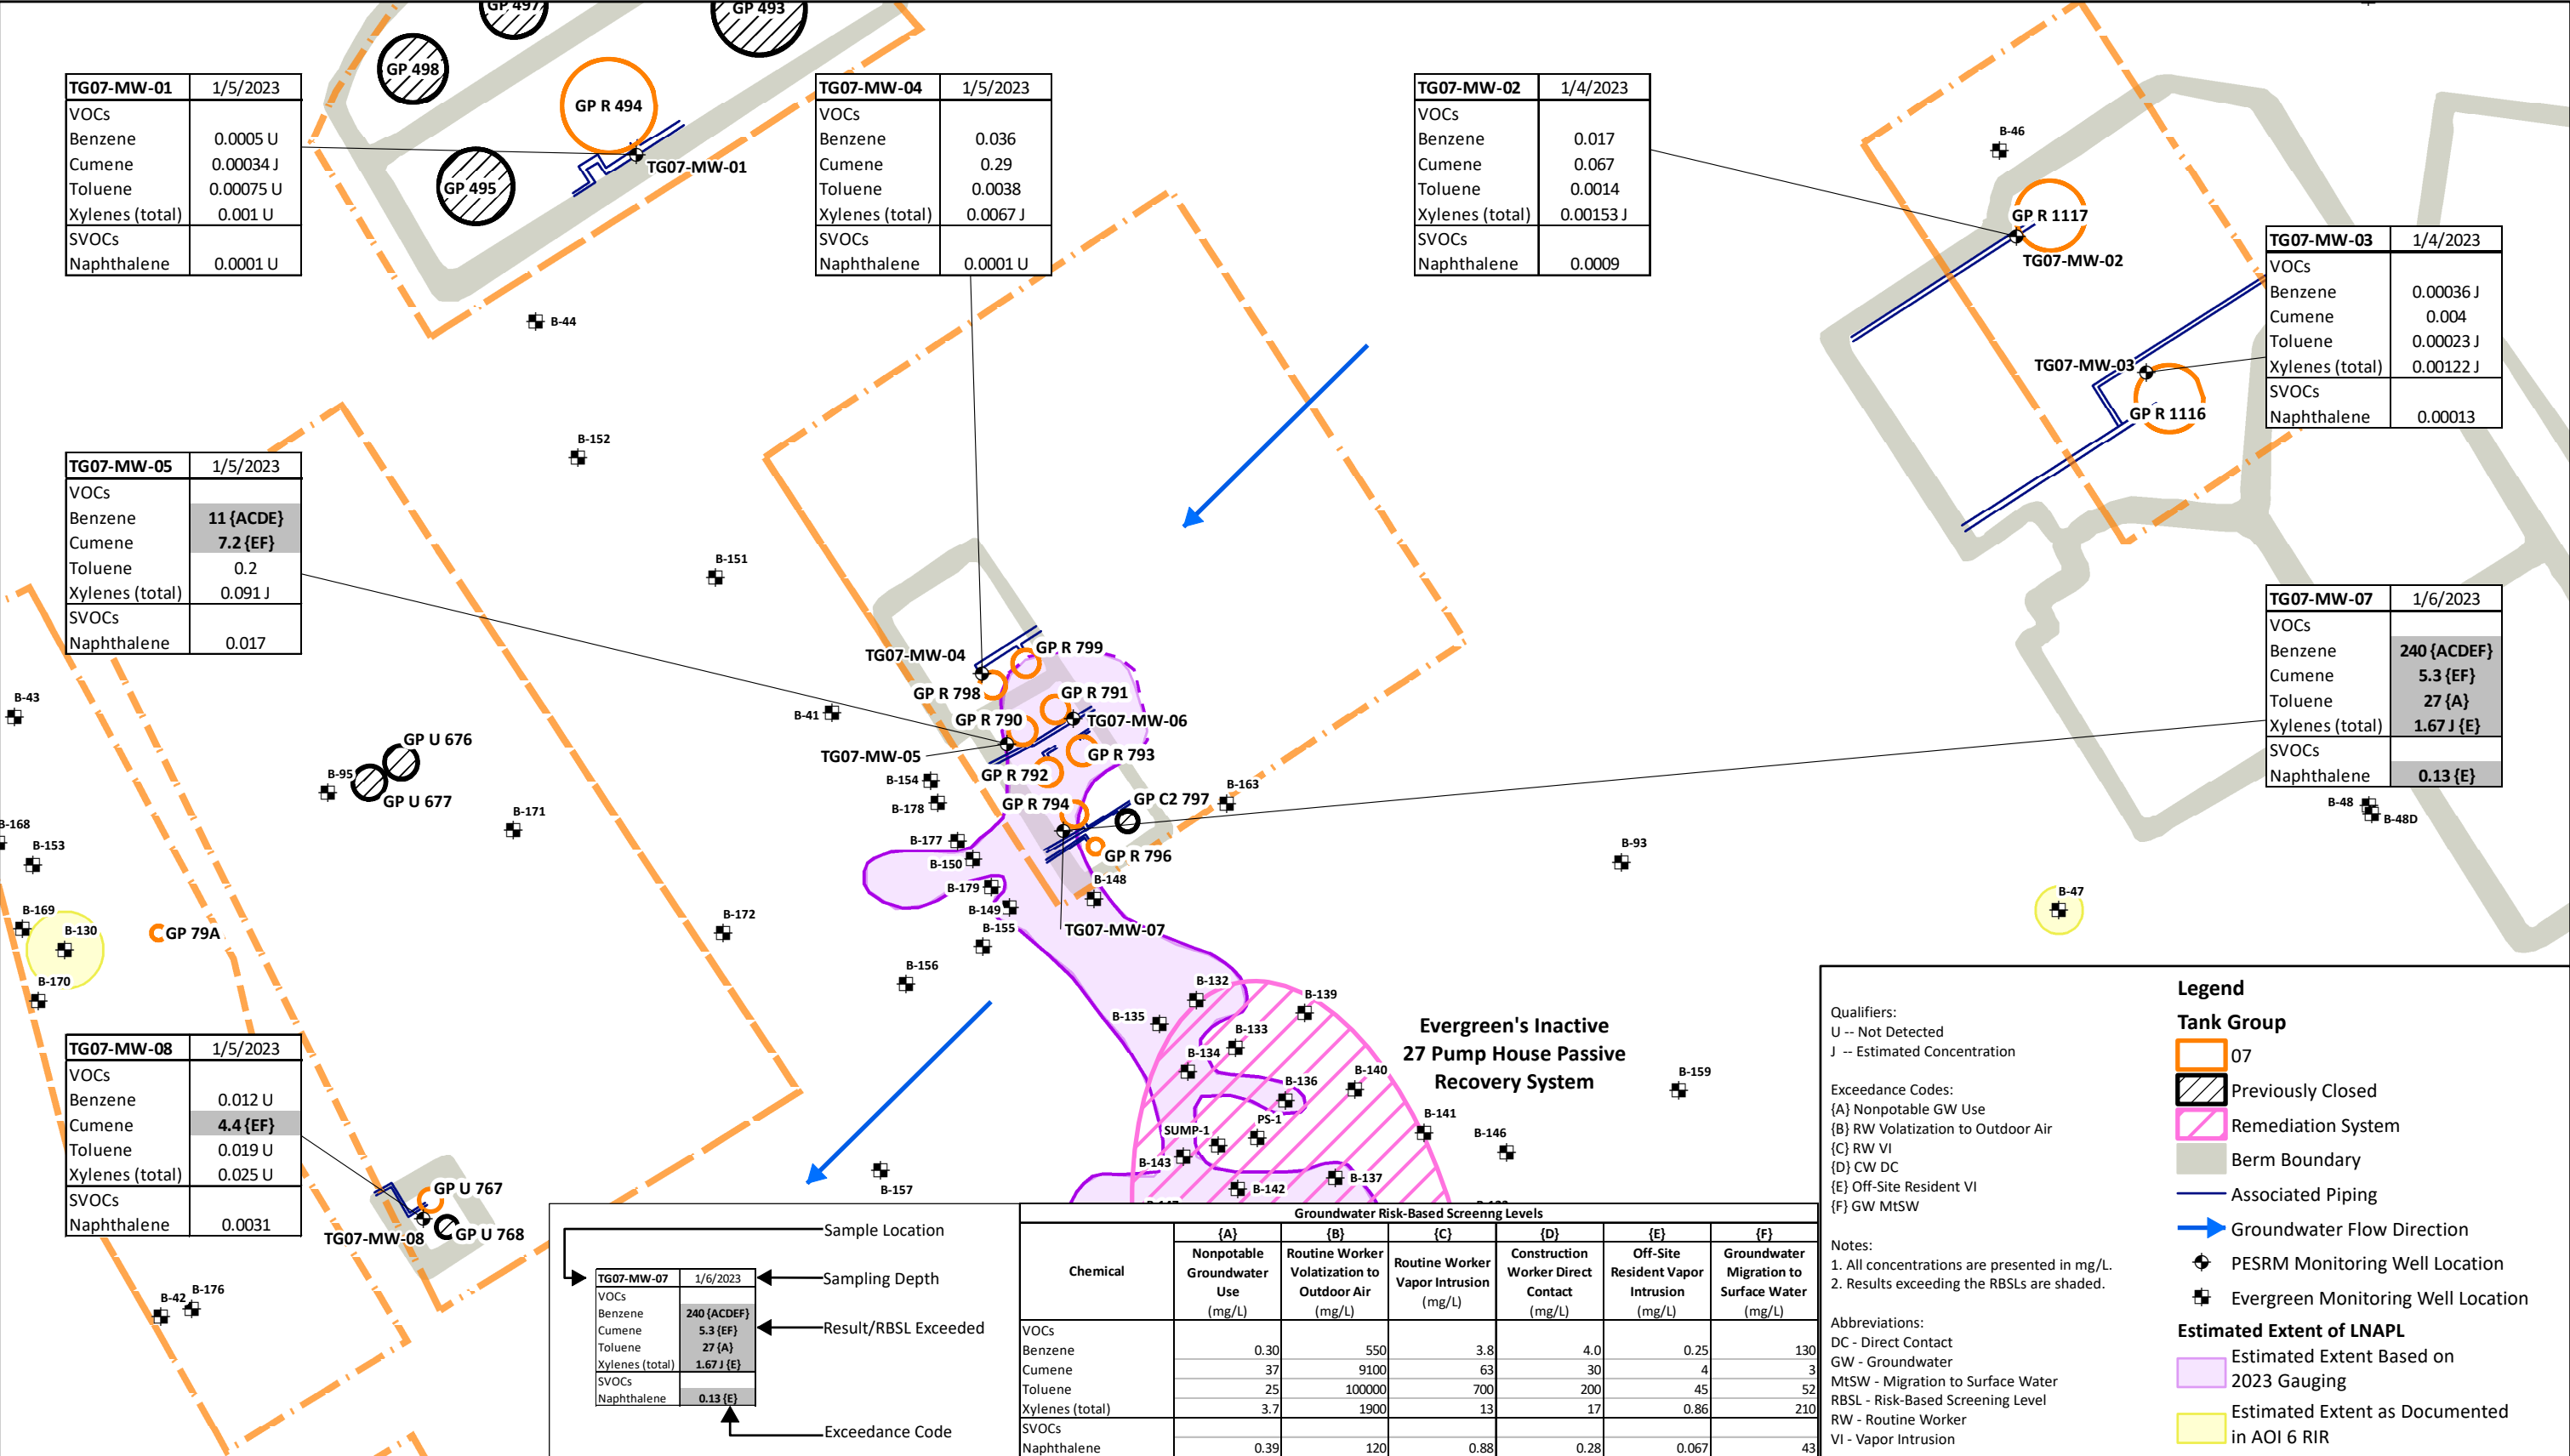 GP 497
GP 493
GP 498
GP R 494
GP 495
TG07-MW-01
TG07-MW-01 1/5/2023
VOCs
Benzene 0.0005 U
Cumene 0.00034 J
Toluene 0.00075 U
Xylenes (total) 0.001 U
SVOCs
Naphthalene 0.0001 U
TG07-MW-04 1/5/2023
VOCs
Benzene 0.036
Cumene 0.29
Toluene 0.0038
Xylenes (total) 0.0067 J
SVOCs
Naphthalene 0.0001 U
TG07-MW-02 1/4/2023
VOCs
Benzene 0.017
Cumene 0.067
Toluene 0.0014
Xylenes (total) 0.00153 J
SVOCs
Naphthalene 0.0009
B-46
GP R 1117
TG07-MW-02
TG07-MW-03 1/4/2023
VOCs
Benzene 0.00036 J
Cumene 0.004
Toluene 0.00023 J
Xylenes (total) 0.00122 J
SVOCs
Naphthalene 0.00013
TG07-MW-03
GP R 1116
B-44
B-152
B-151
TG07-MW-05 1/5/2023
VOCs
Benzene 11 {ACDE}
Cumene 7.2 {EF}
Toluene 0.2
Xylenes (total) 0.091 J
SVOCs
Naphthalene 0.017
TG07-MW-07 1/6/2023
VOCs
Benzene 240 {ACDEF}
Cumene 5.3 {EF}
Toluene 27 {A}
Xylenes (total) 1.67 J {E}
SVOCs
Naphthalene 0.13 {E}
TG07-MW-04
GP R 799
GP R 798
GP R 791
B-43
B-41
GP R 790
TG07-MW-06
TG07-MW-05
GP R 793
GP U 676
B-95
GP U 677
B-154
GP R 792
B-178
GP R 794
GP C2 797
B-163
B-48
B-48D
B-171
B-168
B-153
B-177
B-150
GP R 796
B-93
B-179
B-148
B-47
B-169
B-130
GP 79A
B-172
B-149
B-155
TG07-MW-07
B-170
B-156
B-132
B-139
B-135
B-133
B-134
B-136
B-140
B-159
Evergreen's Inactive
27 Pump House Passive
Recovery System
PS-1
SUMP-1
B-141
B-146
B-143
B-137
B-142
B-157
TG07-MW-08 1/5/2023
VOCs
Benzene 0.012 U
Cumene 4.4 {EF}
Toluene 0.019 U
Xylenes (total) 0.025 U
SVOCs
Naphthalene 0.0031
GP U 767
GP U 768
TG07-MW-08
B-42
B-176
Sample Location
Sampling Depth
Result/RBSL Exceeded
Exceedance Code
TG07-MW-07 1/6/2023
VOCs
Benzene 240 {ACDEF}
Cumene 5.3 {EF}
Toluene 27 {A}
Xylenes (total) 1.67 J {E}
SVOCs
Naphthalene 0.13 {E}
Groundwater Risk-Based Screenng Levels
{A} {B} {C} {D} {E} {F}
Chemical
Nonpotable Groundwater Use (mg/L)
Routine Worker Volatization to Outdoor Air (mg/L)
Routine Worker Vapor Intrusion (mg/L)
Construction Worker Direct Contact (mg/L)
Off-Site Resident Vapor Intrusion (mg/L)
Groundwater Migration to Surface Water (mg/L)
VOCs
Benzene 0.30 550 3.8 4.0 0.25 130
Cumene 37 9100 63 30 4 3
Toluene 25 100000 700 200 45 52
Xylenes (total) 3.7 1900 13 17 0.86 210
SVOCs
Naphthalene 0.39 120 0.88 0.28 0.067 43
Qualifiers:
U -- Not Detected
J -- Estimated Concentration
Exceedance Codes:
{A} Nonpotable GW Use
{B} RW Volatization to Outdoor Air
{C} RW VI
{D} CW DC
{E} Off-Site Resident VI
{F} GW MtSW
Notes:
1. All concentrations are presented in mg/L.
2. Results exceeding the RBSLs are shaded.
Abbreviations:
DC - Direct Contact
GW - Groundwater
MtSW - Migration to Surface Water
RBSL - Risk-Based Screening Level
RW - Routine Worker
VI - Vapor Intrusion
Legend
Tank Group
07
Previously Closed
Remediation System
Berm Boundary
Associated Piping
Groundwater Flow Direction
PESRM Monitoring Well Location
Evergreen Monitoring Well Location
Estimated Extent of LNAPL
Estimated Extent Based on
2023 Gauging
Estimated Extent as Documented
in AOI 6 RIR